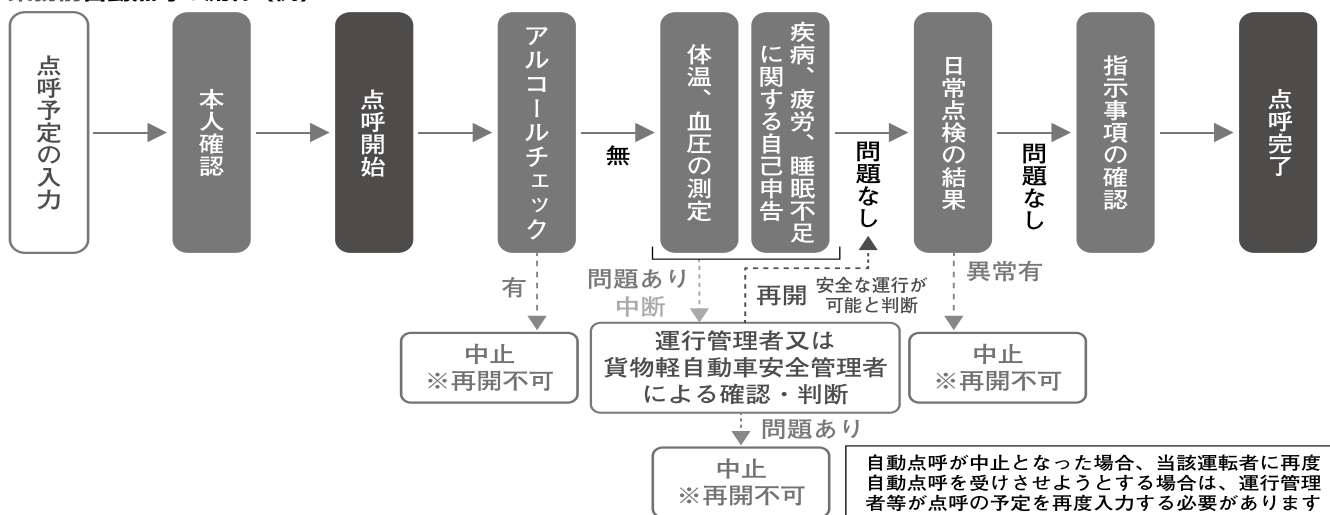 点呼予定の入力
本人確認
点呼開始
アルコールチェック
無
体温、血圧の測定
疾病、疲労、睡眠不足
に関する自己申告
問題なし
日常点検の結果
問題なし
指示事項の確認
点呼完了
有
中止
※再開不可
問題あり
中断
再開
安全な運行が
可能と判断
運行管理者又は
貨物軽自動車安全管理者
による確認・判断
異常有
中止
※再開不可
問題あり
中止
※再開不可
自動点呼が中止となった場合、当該運転者に再度
自動点呼を受けさせようとする場合は、運行管理
者等が点呼の予定を再度入力する必要があります